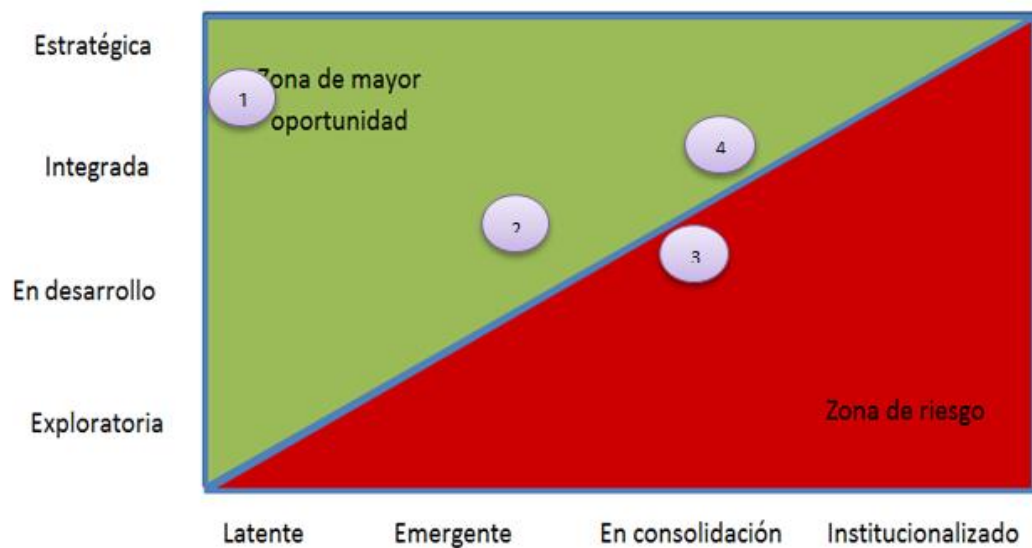 Estratégica
Zona de mayor
oportunidad
1
Integrada
4
2
3
En desarrollo
Exploratoria
Zona de riesgo
Latente
Emergente
En consolidación
Institucionalizado